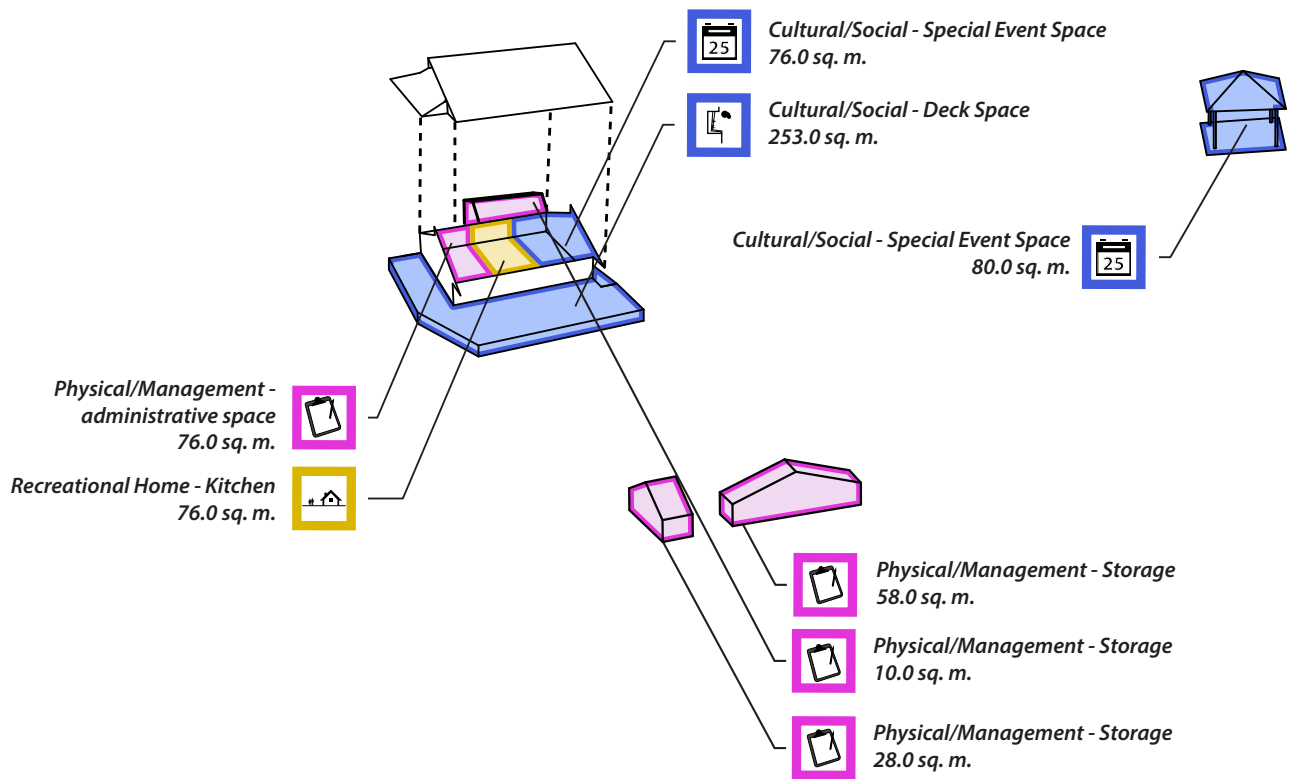 25
Cultural/Social - Special Event Space
76.0 sq. m.
Cultural/Social - Deck Space
253.0 sq. m.
Cultural/Social - Special Event Space
80.0 sq. m.
25
Physical/Management -
administrative space
76.0 sq. m.
Recreational Home - Kitchen
76.0 sq. m.
Physical/Management - Storage
58.0 sq. m.
Physical/Management - Storage
10.0 sq. m.
Physical/Management - Storage
28.0 sq. m.